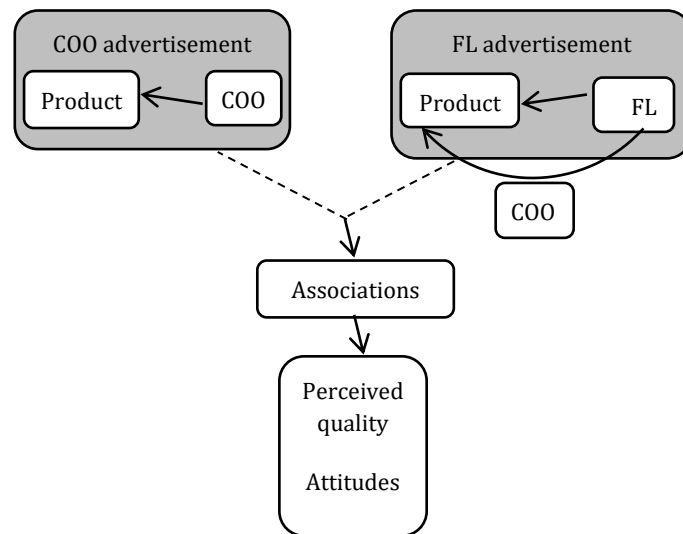 COO advertisement
Product
COO
FL advertisement
Product
FL
COO
Associations
Perceived
quality
Attitudes